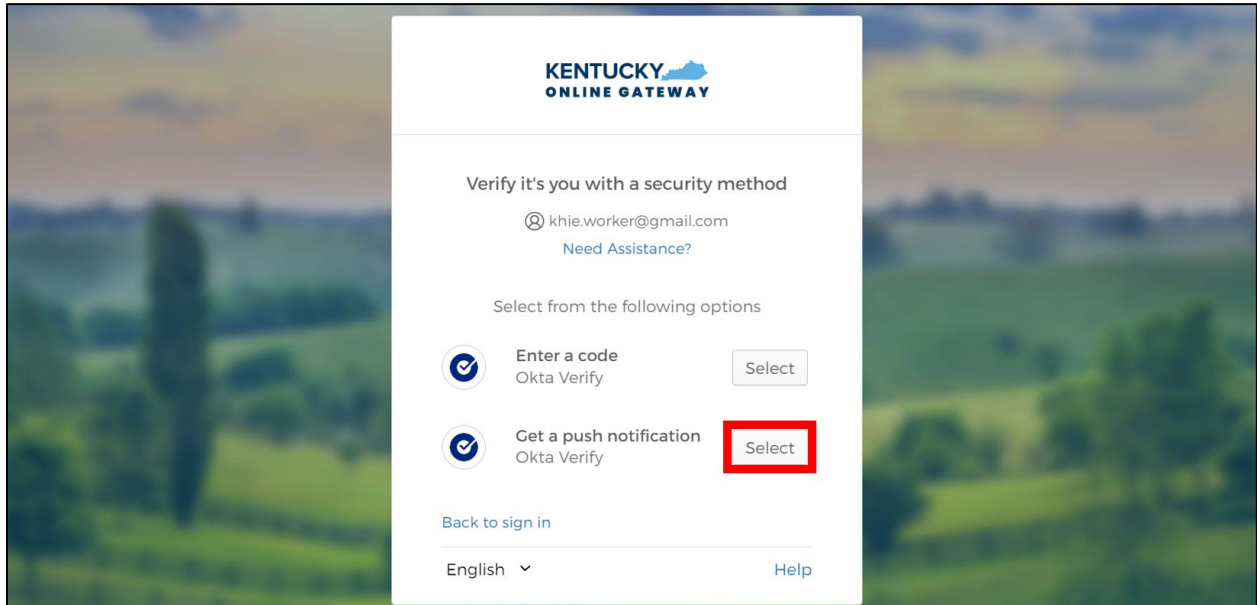 KENTUCKY
ONLINE GATEWAY
Verify it's you with a security method
khie.worker@gmail.com
Need Assistance?
Select from the following options
Enter a code
Okta Verify
Select
Get a push notification
Okta Verify
Select
Back to sign in
English
Help